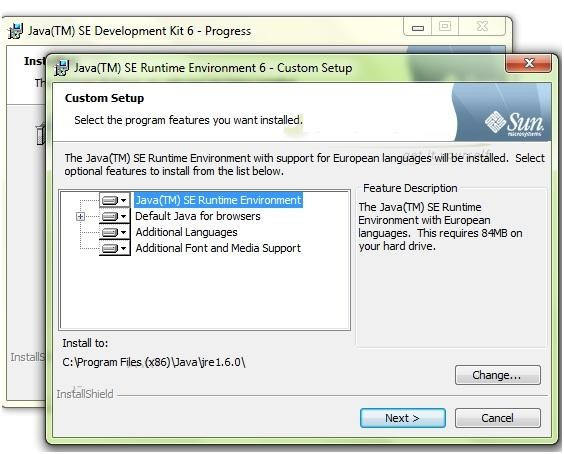 Java(TM) SE Development Kit 6 - Progress
Java(TM) SE Runtime Environment 6 - Custom Setup
Custom Setup
Select the program features you want installed.
Sun
microsystems
The Java(TM) SE Runtime Environment with support for European languages will be installed. Select
optional features to install from the list below.
Java(TM) SE Runtime Environment
Default Java for browsers
Additional Languages
Additional Font and Media Support
Feature Description
The Java(TM) SE Runtime
Environment with European
languages. This requires 84MB on
your hard drive.
Install to:
C:\Program Files (x86)\Java\jre1.6.0\
Change...
InstallShield
Next >
Cancel